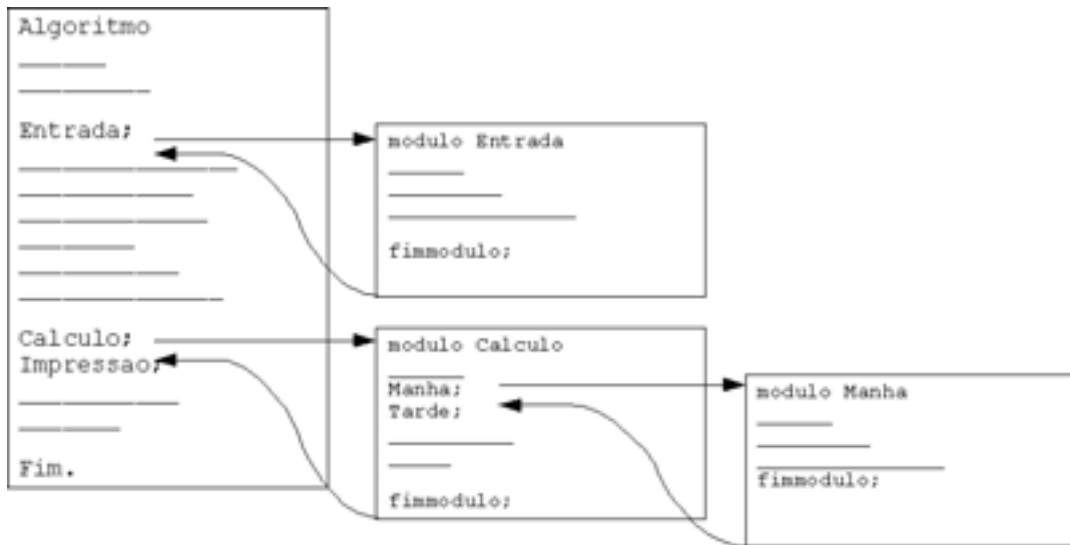 Algoritmo
Entrada;
Calculo;
Impressao;
Fim.
modulo Entrada
fimmodulo;
modulo Calculo
Manha;
Tarde;
fimmodulo;
modulo Manha
fimmodulo;